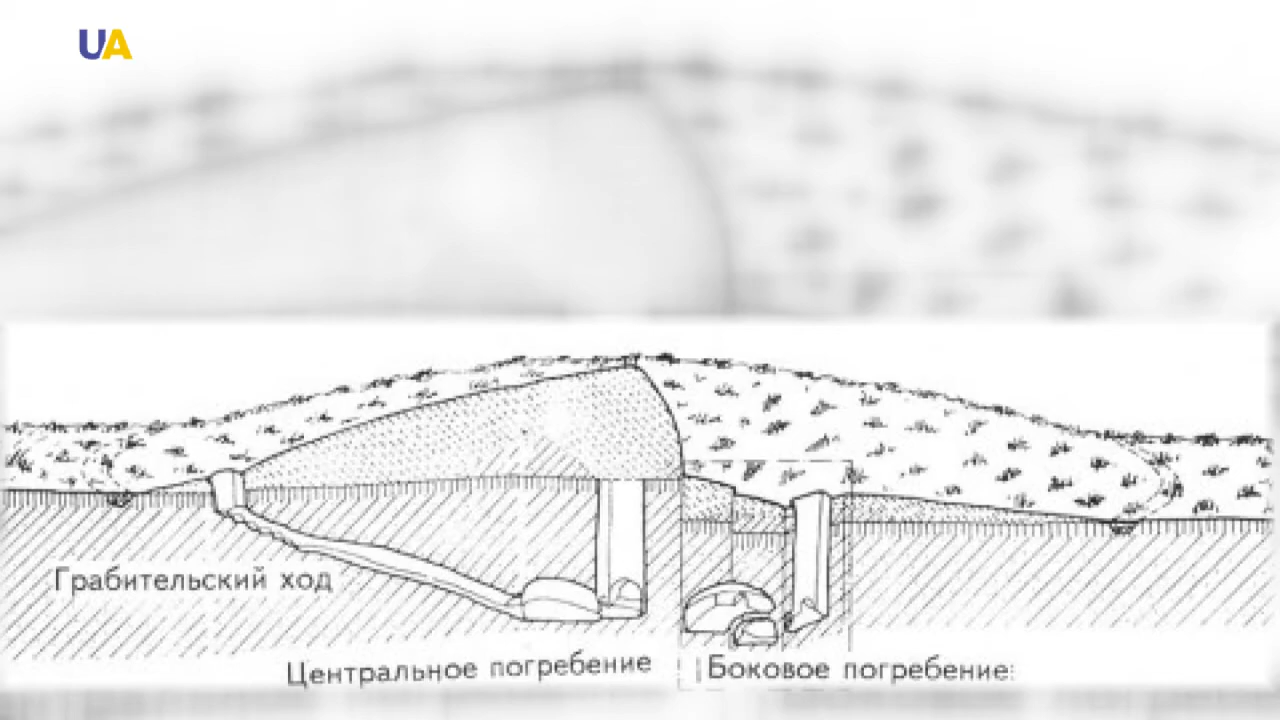 UA
Грабительский ход
Центральное погребение
Боковое погребение: